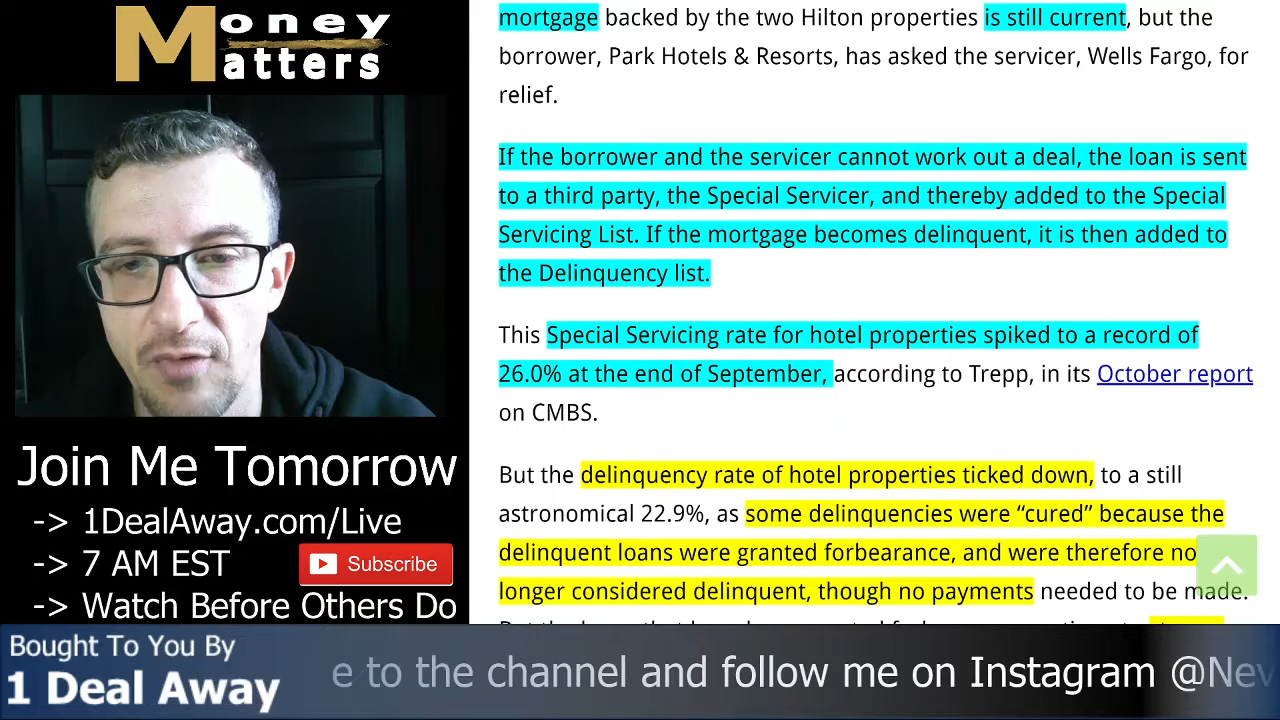 Money
Matters
mortgage backed by the two Hilton properties is still current, but the
borrower, Park Hotels & Resorts, has asked the servicer, Wells Fargo, for
relief.
If the borrower and the servicer cannot work out a deal, the loan is sent
to a third party, the Special Servicer, and thereby added to the Special
Servicing List. If the mortgage becomes delinquent, it is then added to
the Delinquency list.
This Special Servicing rate for hotel properties spiked to a record of
26.0% at the end of September, according to Trepp, in its October report
on CMBS.
But the delinquency rate of hotel properties ticked down, to a still
astronomical 22.9%, as some delinquencies were “cured” because the
delinquent loans were granted forbearance, and were therefore no
longer considered delinquent, though no payments needed to be made.
Join Me Tomorrow
-> 1DealAway.com/Live
-> 7 AM EST
Subscribe
-> Watch Before Others Do
Bought To You By
1 Deal Away
e to the channel and follow me on Instagram @Nev